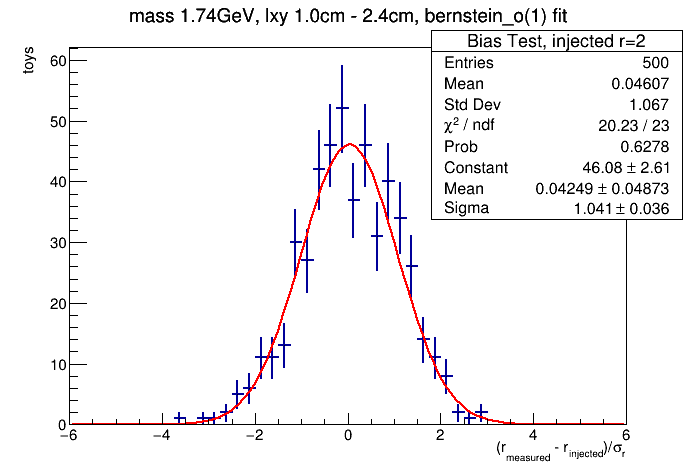 mass 1.74GeV, lxy 1.0cm - 2.4cm, bernstein_o(1) fit
Bias Test, injected r=2
Entries 500
Mean 0.04607
Std Dev 1.067
χ² / ndf 20.23 / 23
Prob 0.6278
Constant 46.08 ± 2.61
Mean 0.04249 ± 0.04873
Sigma 1.041 ± 0.036
toys
60
50
40
30
20
10
0
−6 −4 −2 0 2 4 6
(r_measured - r_injected)/σ_r